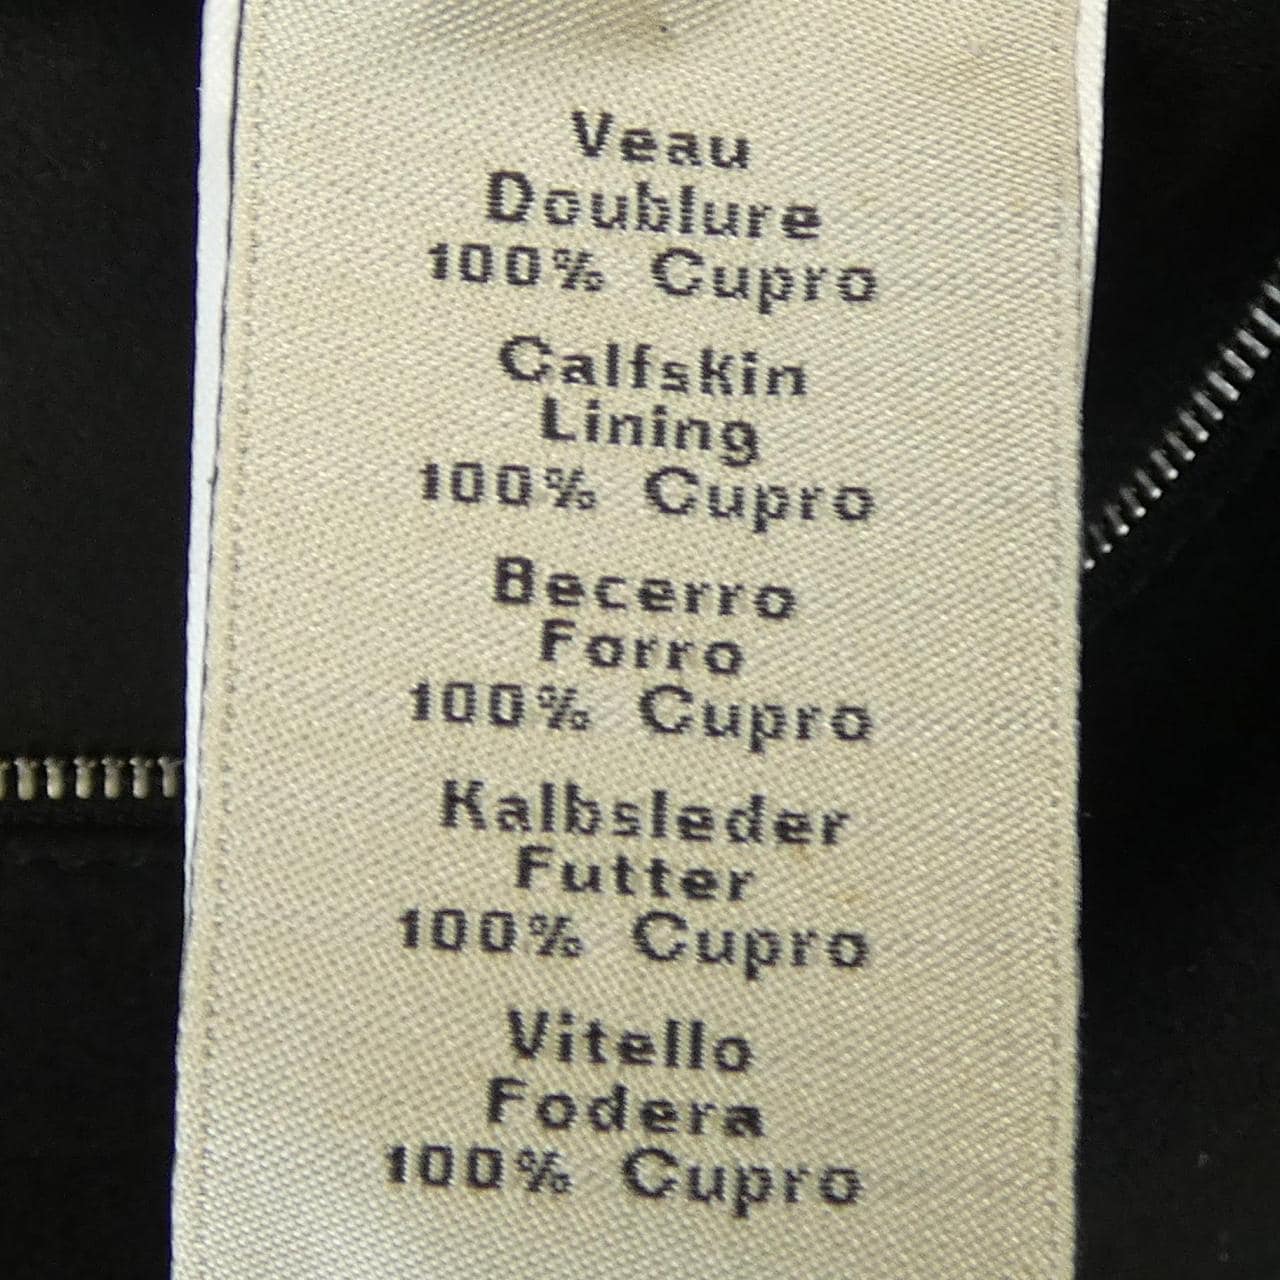 Veau
Doublure
100% Cupro
Calfskin
Lining
100% Cupro
Becerro
Forro
100% Cupro
Kalbsleder
Futter
100% Cupro
Vitello
Fodera
100% Cupro